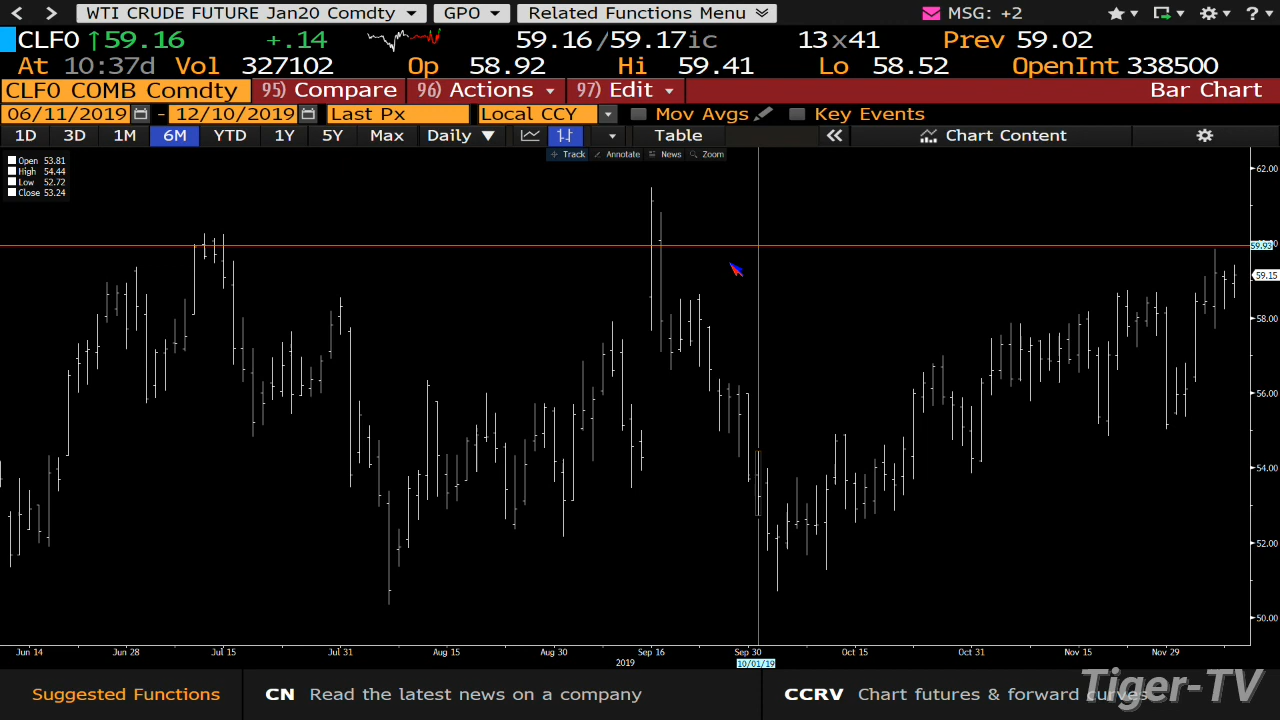 WTI CRUDE FUTURE Jan20 Comdty GPO Related Functions Menu MSG: +2 ?
CLF0 ↑59.16 +.14 59.16/59.17ic 13x41 Prev 59.02
At 10:37d Vol 327102 Op 58.92 Hi 59.41 Lo 58.52 OpenInt 338500
CLF0 COMB Comdty 95) Compare 96) Actions 97) Edit Bar Chart
06/11/2019 - 12/10/2019 Last Px Local CCY Mov Avgs Key Events
1D 3D 1M 6M YTD 1Y 5Y Max Daily Table Chart Content
Track Annotate News Zoom
Open 53.81
High 54.44
Low 52.72
Close 53.24
62.00
59.93
59.15
58.00
56.00
54.00
52.00
50.00
Jun 14 Jun 28 Jul 15 Jul 31 Aug 15 Aug 30 Sep 16 Sep 30 Oct 15 Oct 31 Nov 15 Nov 29
2019 10/01/19
Suggested Functions CN Read the latest news on a company CCRV Chart futures & forward curves
Tiger-TV